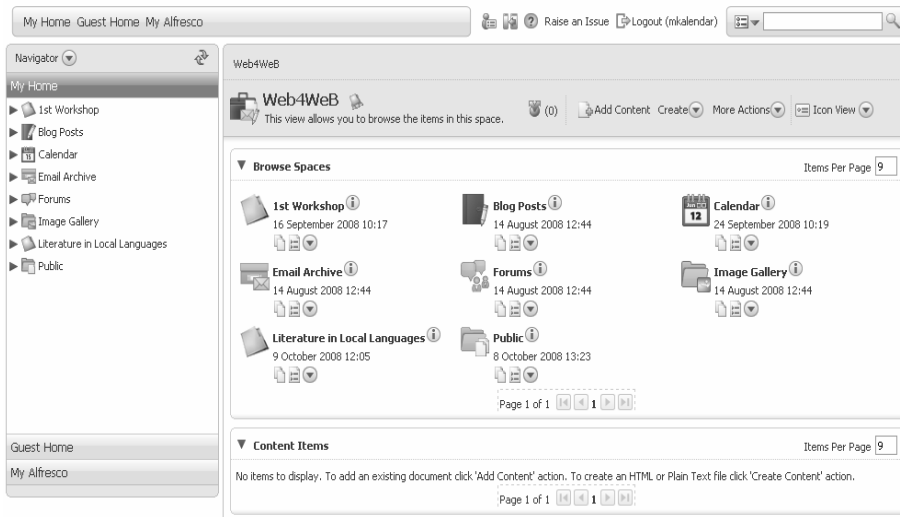 My Home Guest Home My Alfresco
Raise an Issue Logout (mkalendar)
Navigator
My Home
1st Workshop
Blog Posts
Calendar
Email Archive
Forums
Image Gallery
Literature in Local Languages
Public
Guest Home
My Alfresco
Web4WeB
Web4WeB
This view allows you to browse the items in this space.
(0) Add Content Create More Actions Icon View
Browse Spaces Items Per Page 9
1st Workshop Blog Posts Calendar
16 September 2008 10:17 14 August 2008 12:44 24 September 2008 10:19
12
Email Archive Forums Image Gallery
14 August 2008 12:44 14 August 2008 12:44 14 August 2008 12:44
Literature in Local Languages Public
9 October 2008 12:05 8 October 2008 13:23
Page 1 of 1 1
Content Items Items Per Page 9
No items to display. To add an existing document click 'Add Content' action. To create an HTML or Plain Text file click 'Create Content' action.
Page 1 of 1 1